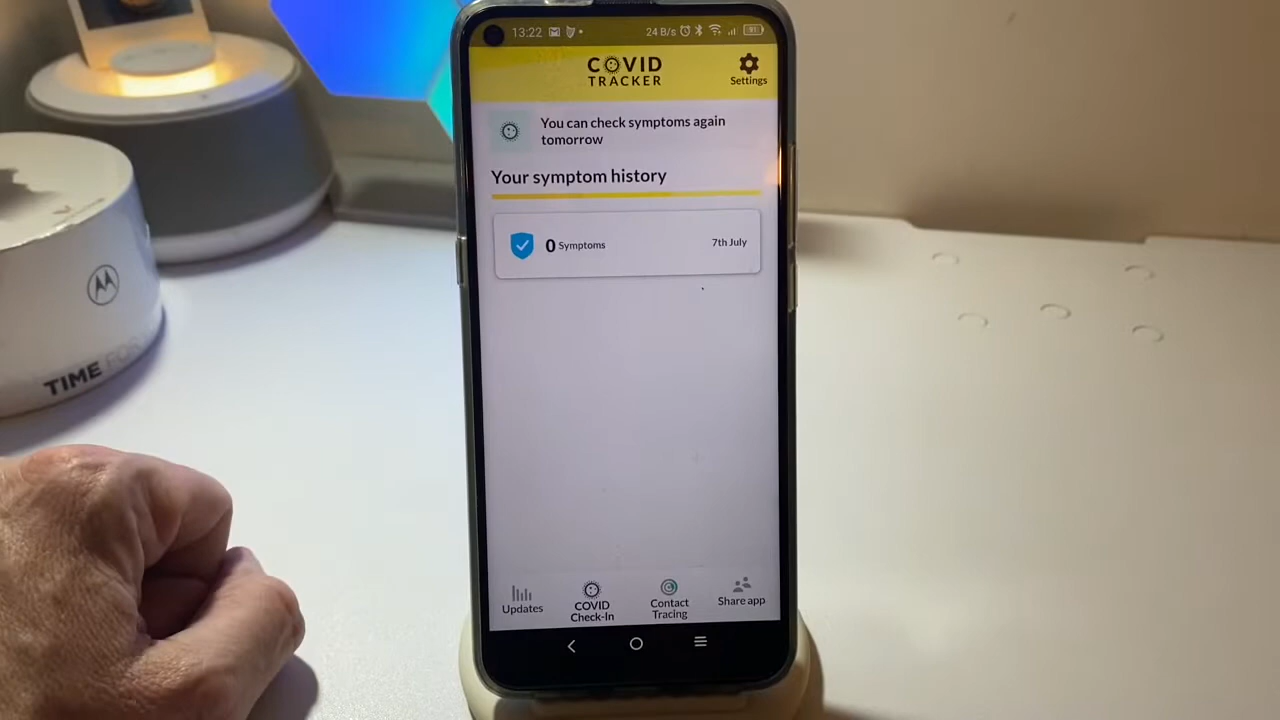 13:22
24 B/s
COVID
TRACKER
Settings
You can check symptoms again
tomorrow
Your symptom history
0 Symptoms
7th July
Updates
COVID
Check-In
Contact
Tracing
Share app
TIME FOR